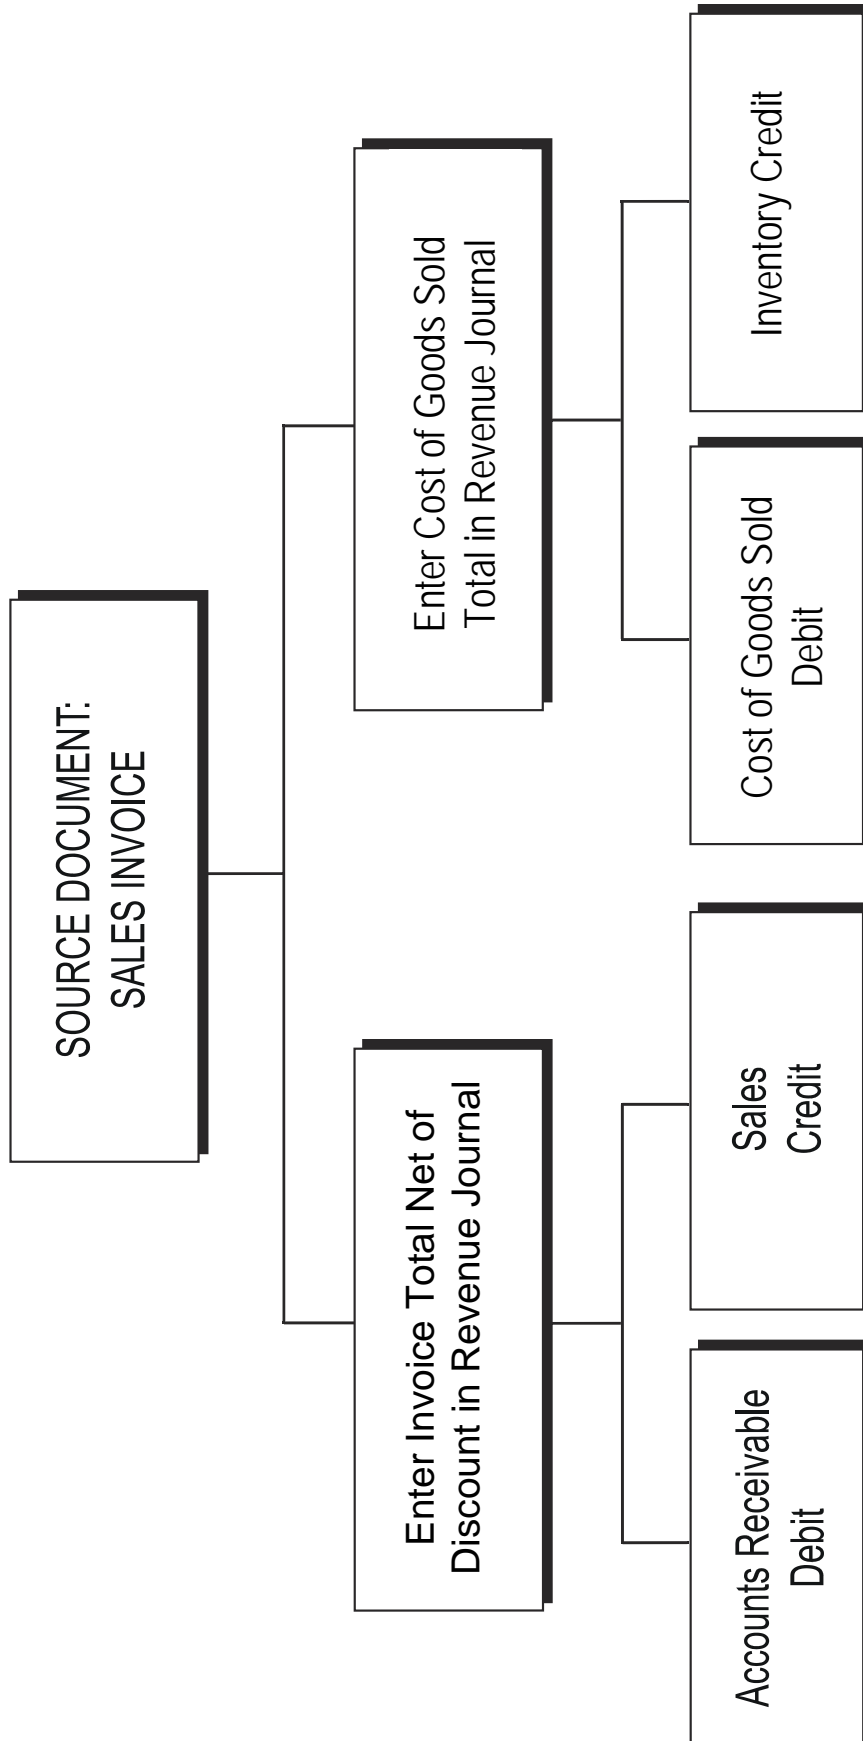 SOURCE DOCUMENT:
SALES INVOICE
Enter Invoice Total Net of
Discount in Revenue Journal
Enter Cost of Goods Sold
Total in Revenue Journal
Accounts Receivable
Debit
Sales
Credit
Cost of Goods Sold
Debit
Inventory Credit